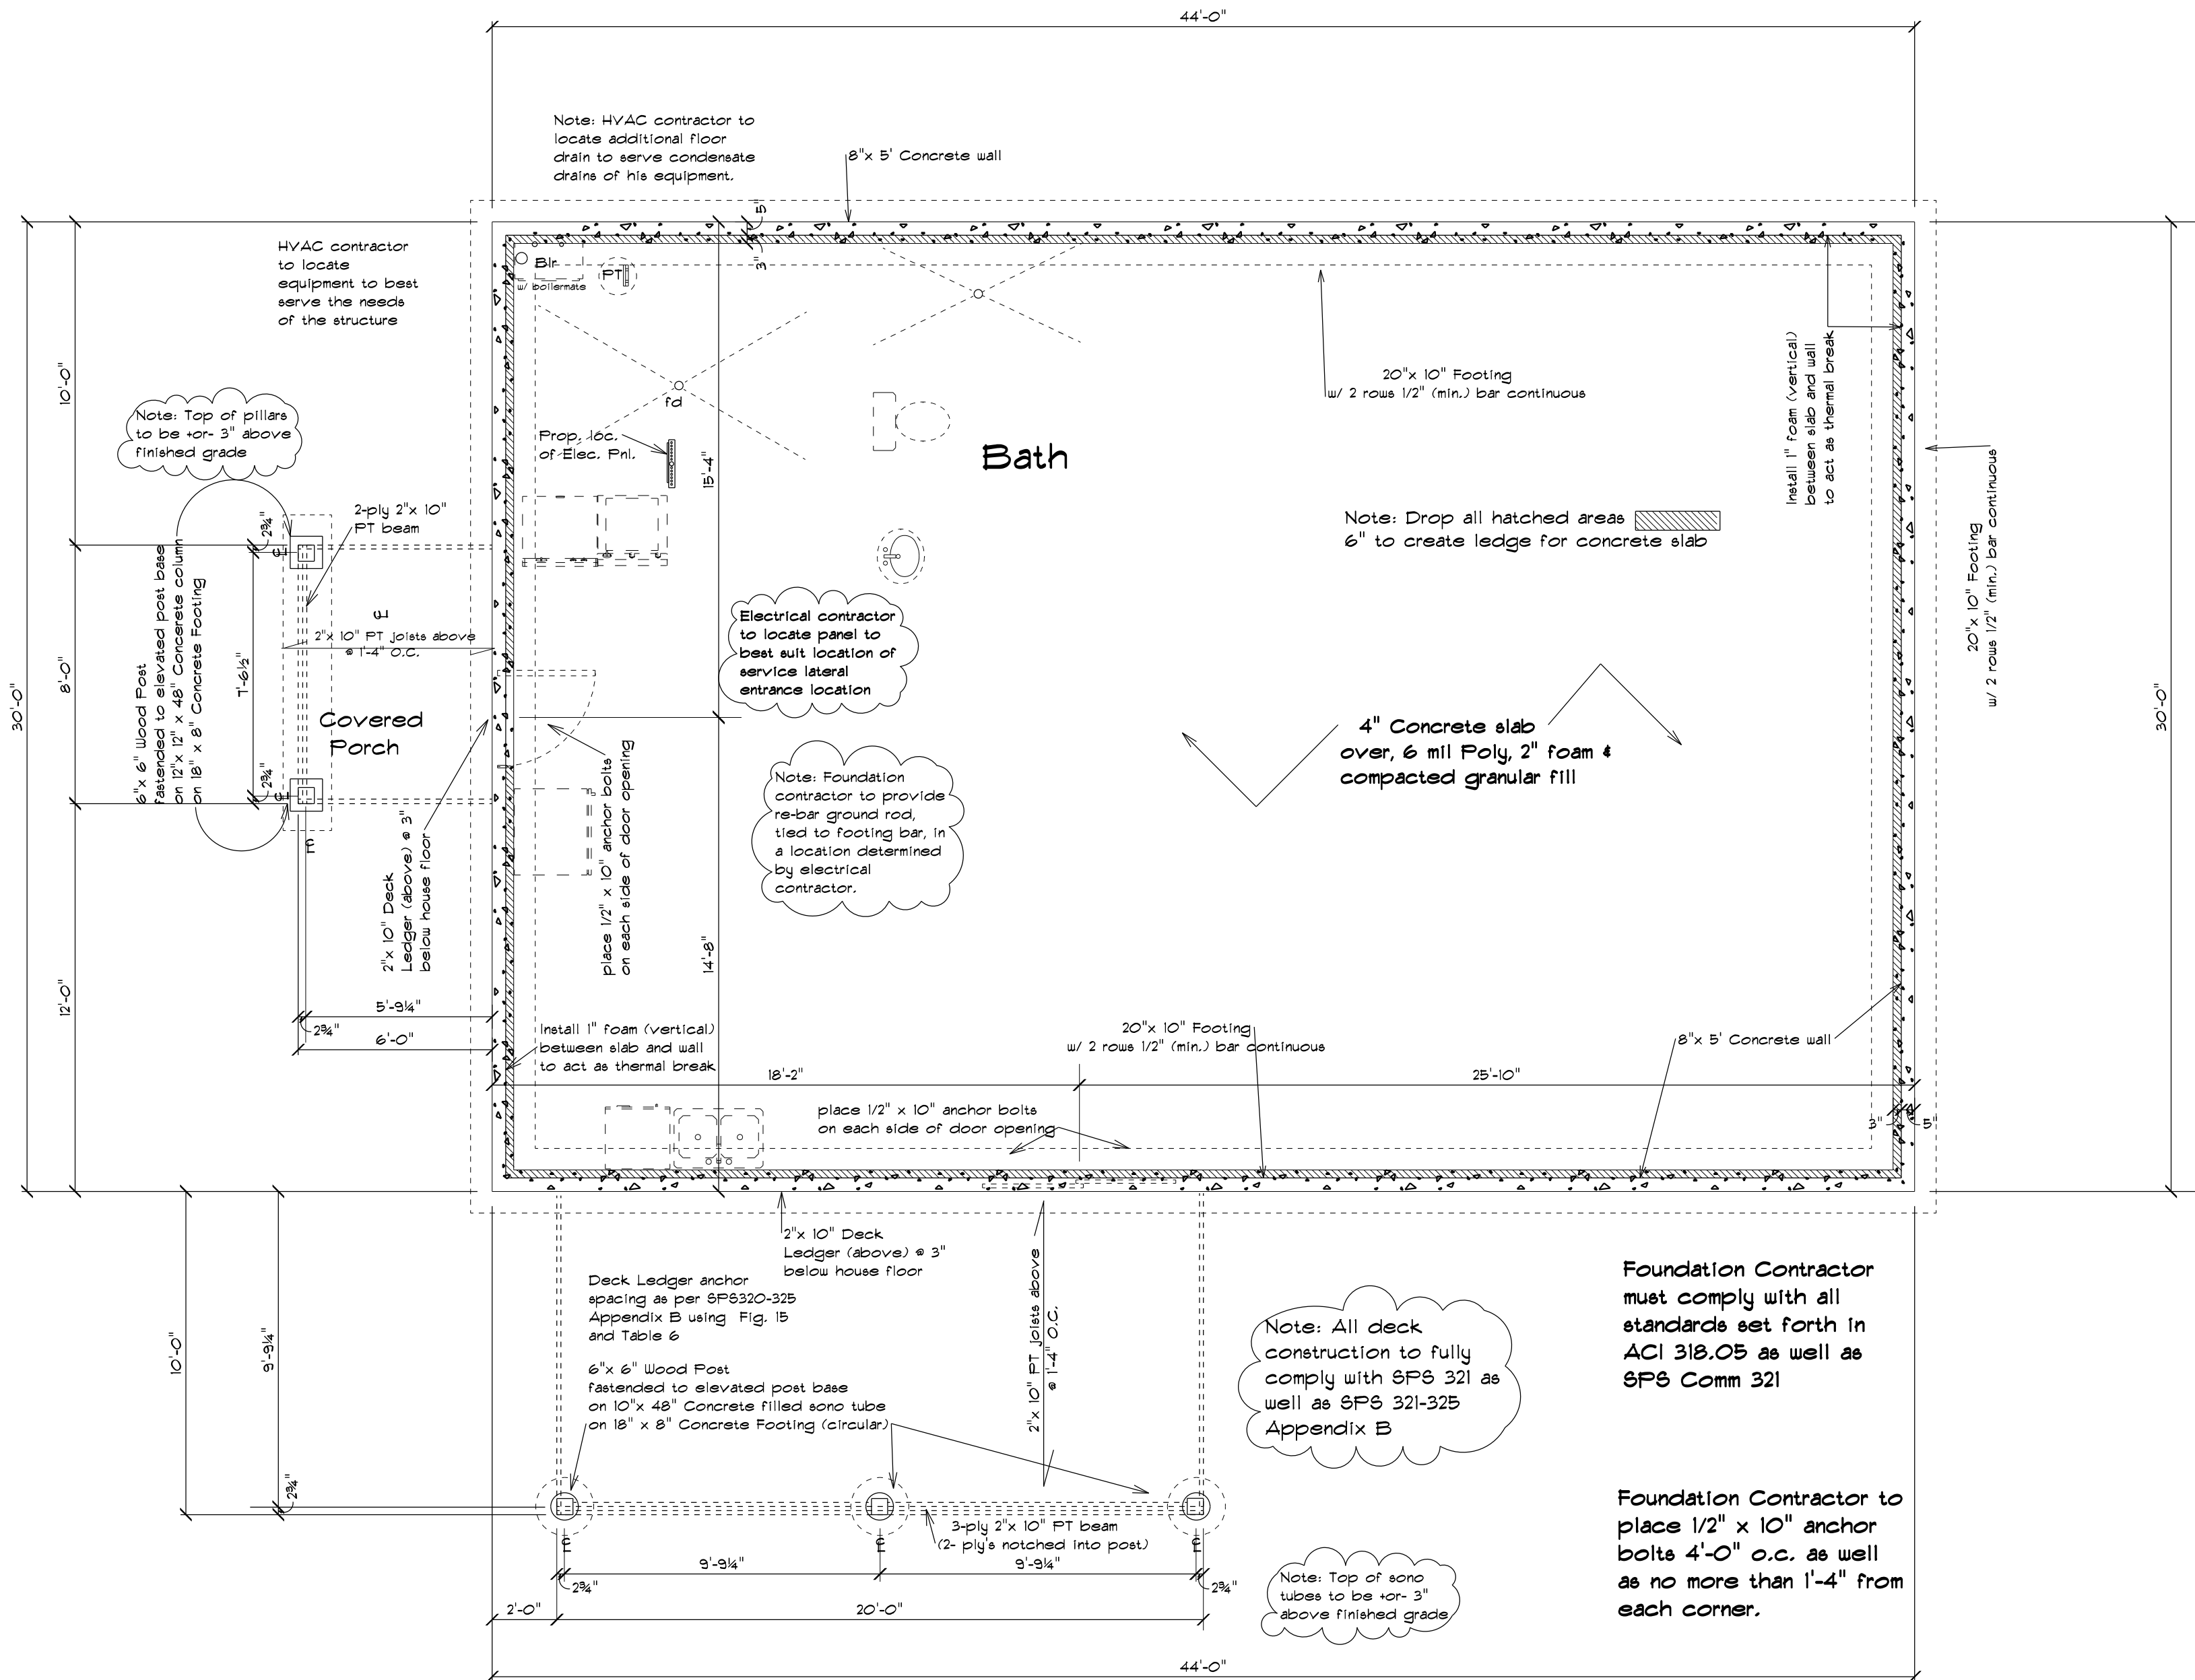 44'-0"
Note: HVAC contractor to
locate additional floor
drain to serve condensate
drains of his equipment.
8"x 5' Concrete wall
5"
3"
HVAC contractor
to locate
equipment to best
serve the needs
of the structure
Blr
w/ boilermate
PT
fd
20"x 10" Footing
w/ 2 rows 1/2" (min.) bar continuous
Install 1" foam (vertical)
between slab and wall
to act as thermal break
20"x 10" Footing
w/ 2 rows 1/2" (min.) bar continuous
10'-0"
8'-0"
12'-0"
30'-0"
30'-0"
Note: Top of pillars
to be +or- 3" above
finished grade
Prop. loc.
of Elec. Pnl.
15'-4"
Bath
2-ply 2"x 10"
PT beam
2¾"
7'-6½"
2¾"
Note: Drop all hatched areas
6" to create ledge for concrete slab
6"x 6" Wood Post
fastended to elevated post base
on 12"x 12" x 48" Concerete column
on 18" x 8" Concrete Footing
2"x 10" PT joists above
@ 1'-4" O.C.
Electrical contractor
to locate panel to
best suit location of
service lateral
entrance location
Covered
Porch
4" Concrete slab
over, 6 mil Poly, 2" foam &
compacted granular fill
Note: Foundation
contractor to provide
re-bar ground rod,
tied to footing bar, in
a location determined
by electrical
contractor.
place 1/2" x 10" anchor bolts
on each side of door opening
2"x 10" Deck
Ledger (above) @ 3"
below house floor
14'-8"
5'-9¼"
2¾"
6'-0"
Install 1" foam (vertical)
between slab and wall
to act as thermal break
20"x 10" Footing
w/ 2 rows 1/2" (min.) bar continuous
8"x 5' Concrete wall
18'-2"
25'-10"
place 1/2" x 10" anchor bolts
on each side of door opening
3"
5"
2"x 10" Deck
Ledger (above) @ 3"
below house floor
Deck Ledger anchor
spacing as per SPS320-325
Appendix B using Fig. 15
and Table 6
6"x 6" Wood Post
fastended to elevated post base
on 10"x 48" Concrete filled sono tube
on 18" x 8" Concrete Footing (circular)
2"x 10" PT joists above
@ 1'-4" O.C.
Note: All deck
construction to fully
comply with SPS 321 as
well as SPS 321-325
Appendix B
Foundation Contractor
must comply with all
standards set forth in
ACI 318.05 as well as
SPS Comm 321
10'-0"
9'-9¼"
2¾"
3-ply 2"x 10" PT beam
(2- ply's notched into post)
9'-9¼"
9'-9¼"
2¾"
2¾"
2'-0"
20'-0"
Note: Top of sono
tubes to be +or- 3"
above finished grade
Foundation Contractor to
place 1/2" x 10" anchor
bolts 4'-0" o.c. as well
as no more than 1'-4" from
each corner.
44'-0"